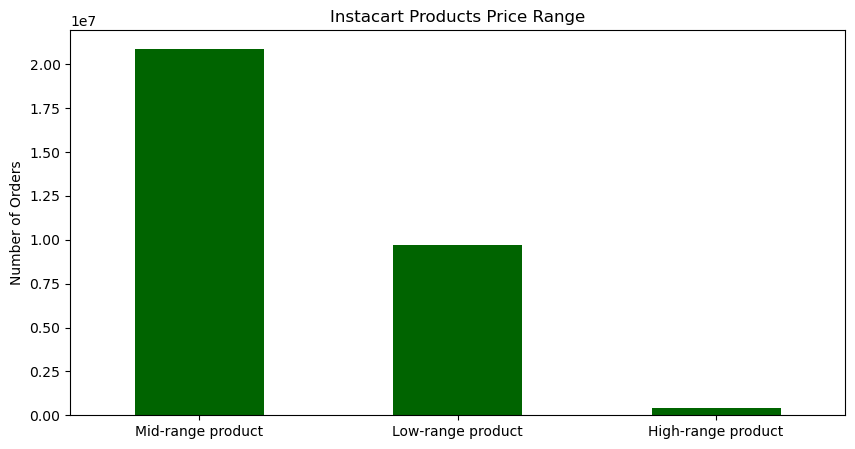 Instacart Products Price Range
1e7
2.00
1.75
1.50
1.25
1.00
0.75
0.50
0.25
0.00
Number of Orders
Mid-range product
Low-range product
High-range product